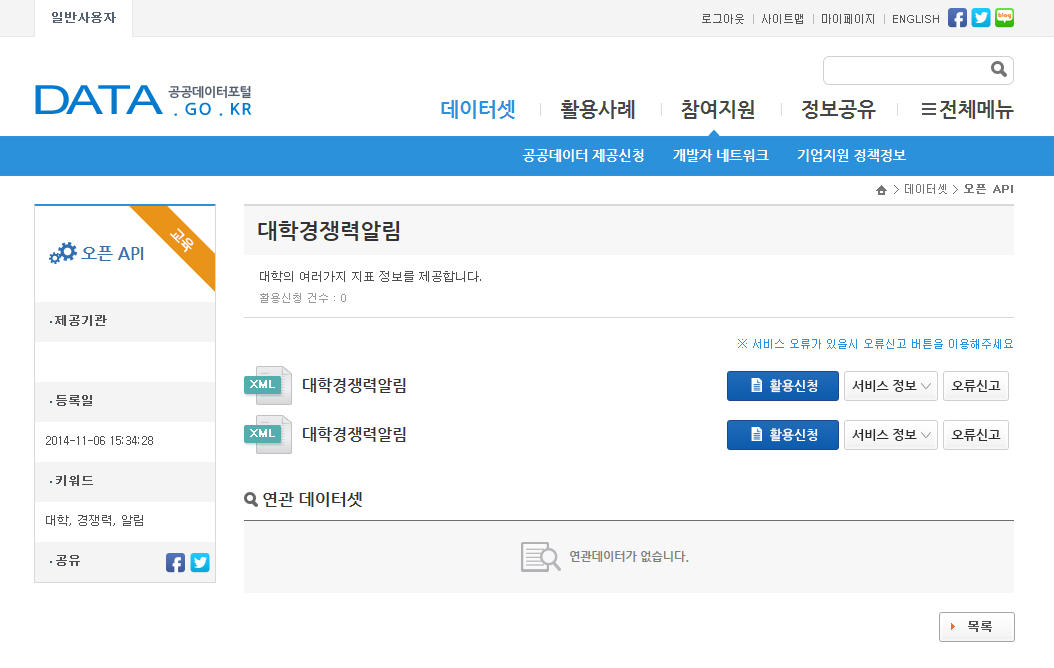 일반사용자
로그아웃 | 사이트맵 | 마이페이지 | ENGLISH
blog
DATA 공공데이터포털
. GO . KR
데이터셋 활용사례 참여지원 정보공유 전체메뉴
공공데이터 제공신청 개발자 네트워크 기업지원 정책정보
> 데이터셋 > 오픈 API
오픈 API
교육
·제공기관
·등록일
2014-11-06 15:34:28
·키워드
대학, 경쟁력, 알림
·공유
대학경쟁력알림
대학의 여러가지 지표 정보를 제공합니다.
활용신청 건수 : 0
※ 서비스 오류가 있을시 오류신고 버튼을 이용해주세요
XML 대학경쟁력알림 활용신청 서비스 정보 오류신고
XML 대학경쟁력알림 활용신청 서비스 정보 오류신고
연관 데이터셋
연관데이터가 없습니다.
목록